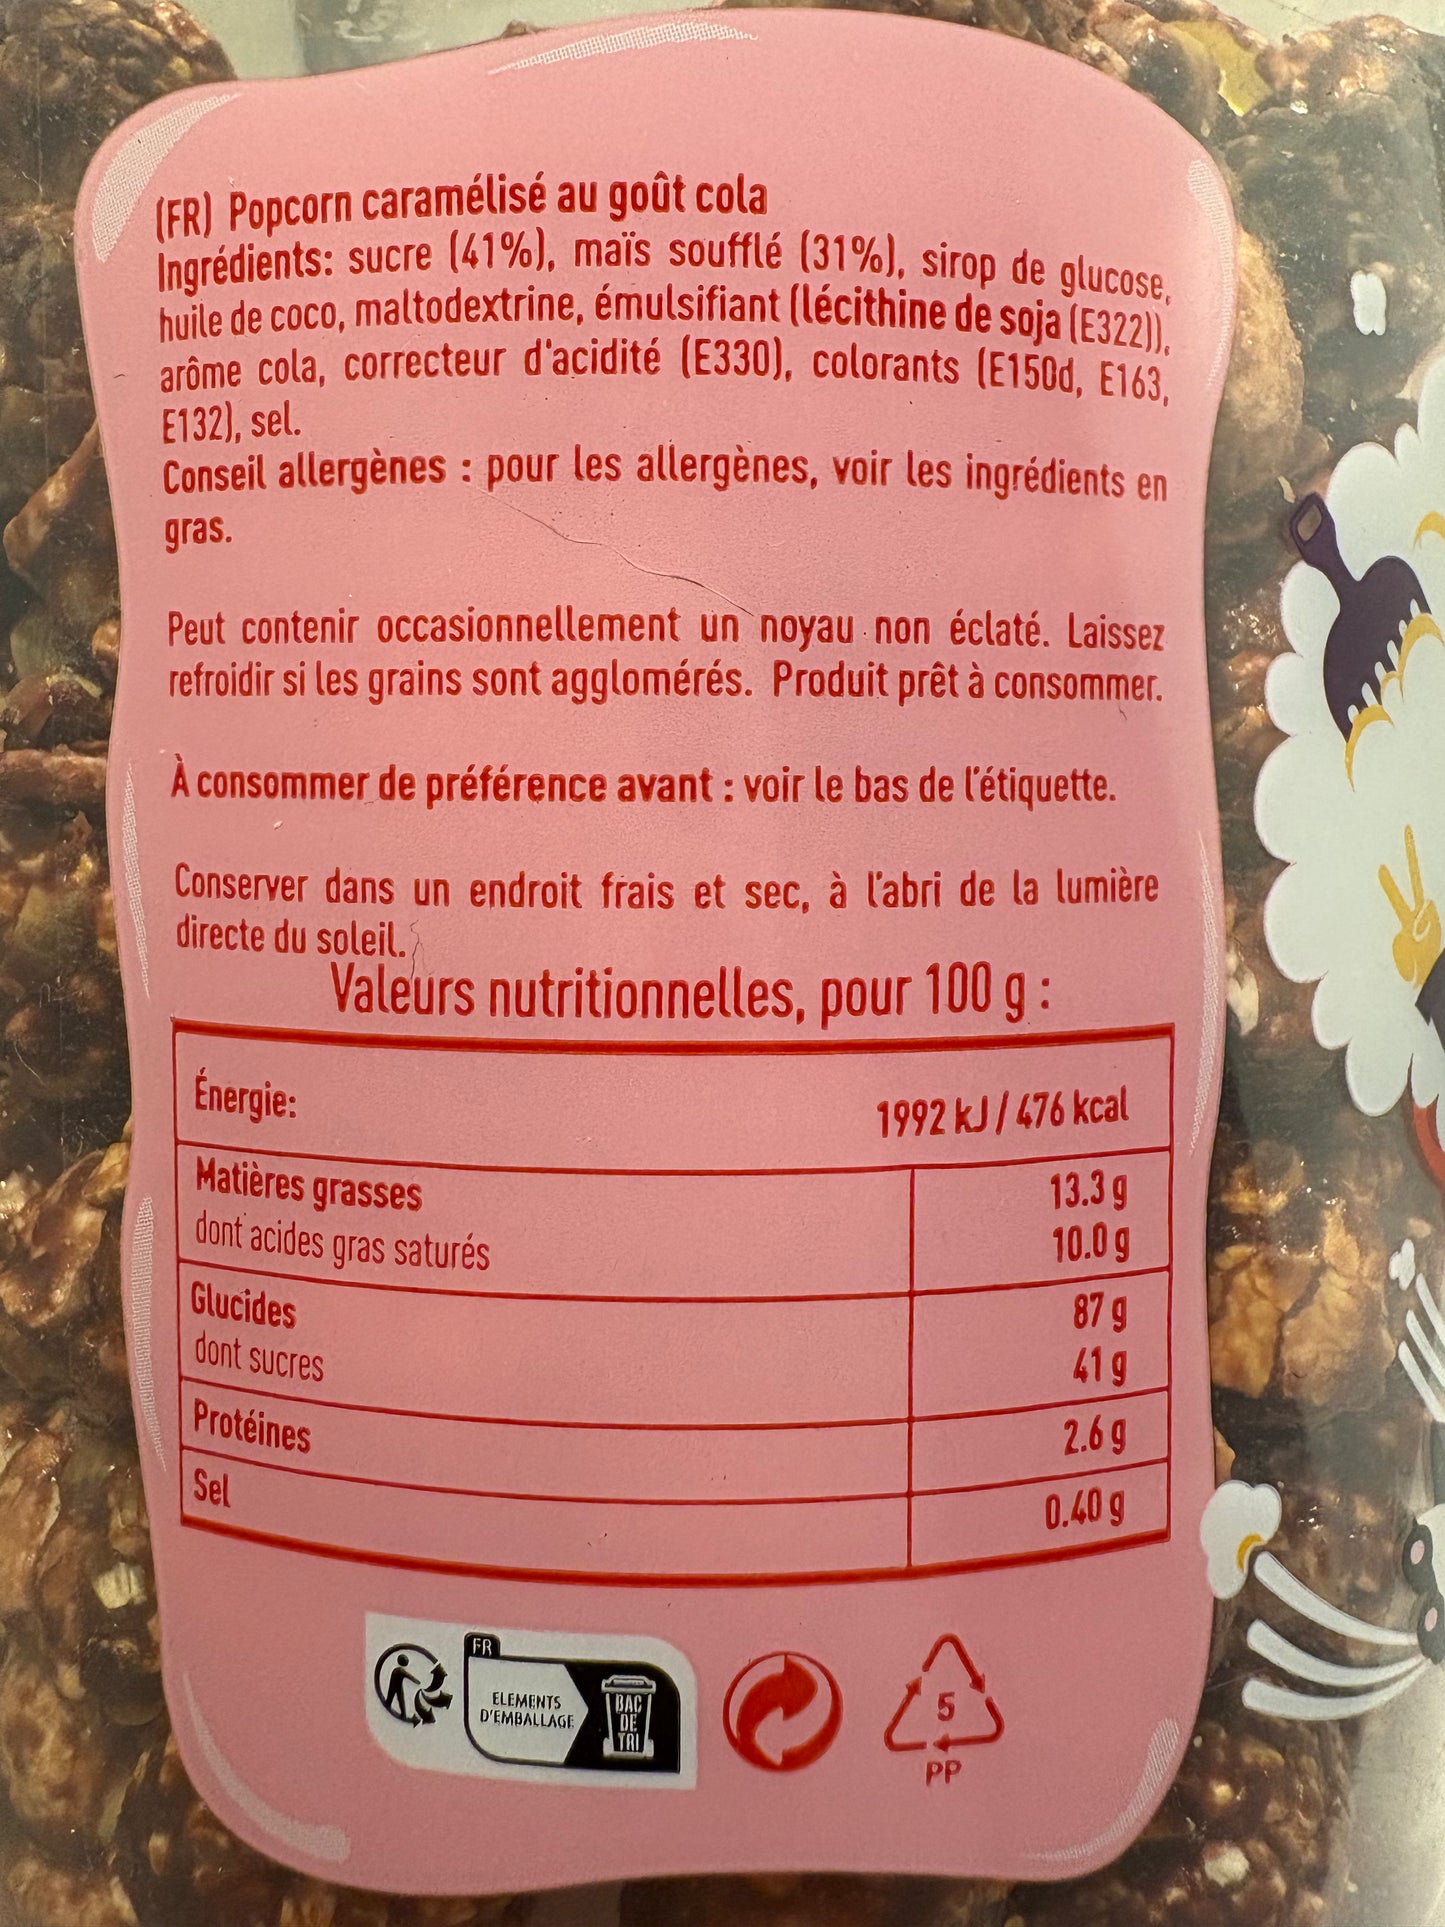 (FR) Popcorn caramélisé au goût cola
Ingrédients: sucre (41%), maïs soufflé (31%), sirop de glucose,
huile de coco, maltodextrine, émulsifiant (lécithine de soja (E322)),
arôme cola, correcteur d'acidité (E330), colorants (E150d, E163,
E132), sel.
Conseil allergènes : pour les allergènes, voir les ingrédients en
gras.
Peut contenir occasionnellement un noyau non éclaté. Laissez
refroidir si les grains sont agglomérés. Produit prêt à consommer.
À consommer de préférence avant : voir le bas de l'étiquette.
Conserver dans un endroit frais et sec, à l'abri de la lumière
directe du soleil.
Valeurs nutritionnelles, pour 100 g :
Énergie: 1992 kJ / 476 kcal
Matières grasses 13.3 g
dont acides gras saturés 10.0 g
Glucides 87 g
dont sucres 41 g
Protéines 2.6 g
Sel 0.40 g
FR
ELEMENTS
D'EMBALLAGE
BAC
DE
TRI
5
PP